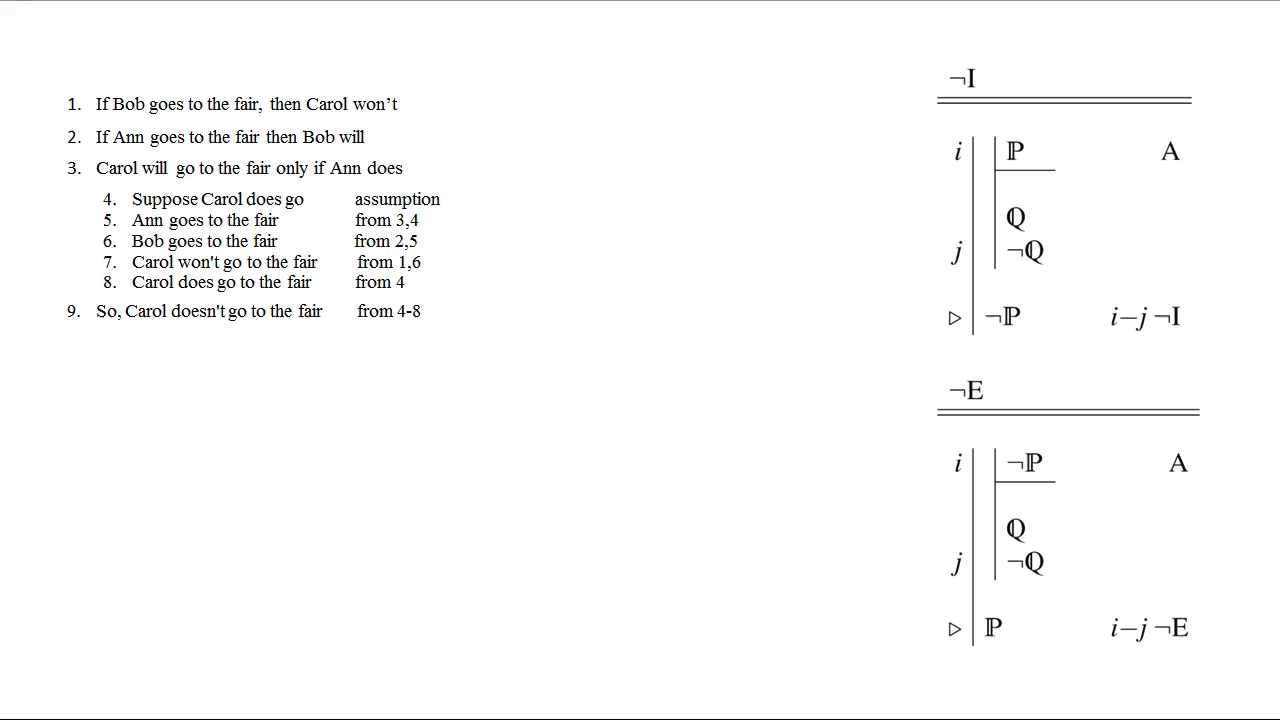 1. If Bob goes to the fair, then Carol won't
2. If Ann goes to the fair then Bob will
3. Carol will go to the fair only if Ann does
4. Suppose Carol does go assumption
5. Ann goes to the fair from 3,4
6. Bob goes to the fair from 2,5
7. Carol won't go to the fair from 1,6
8. Carol does go to the fair from 4
9. So, Carol doesn't go to the fair from 4-8
¬I
i ℙ A
ℚ
j ¬ℚ
▷ ¬ℙ i–j ¬I
¬E
i ¬ℙ A
ℚ
j ¬ℚ
▷ ℙ i–j ¬E